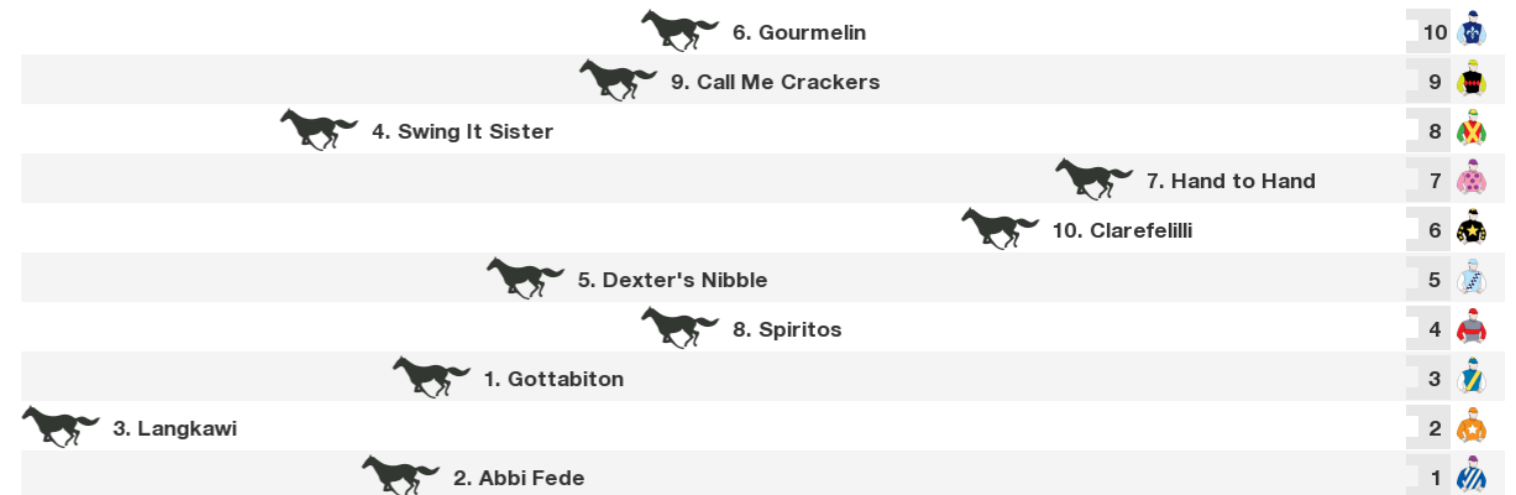 6. Gourmelin 10
9. Call Me Crackers 9
4. Swing It Sister 8
7. Hand to Hand 7
10. Clarefelilli 6
5. Dexter's Nibble 5
8. Spiritos 4
1. Gottabiton 3
3. Langkawi 2
2. Abbi Fede 1